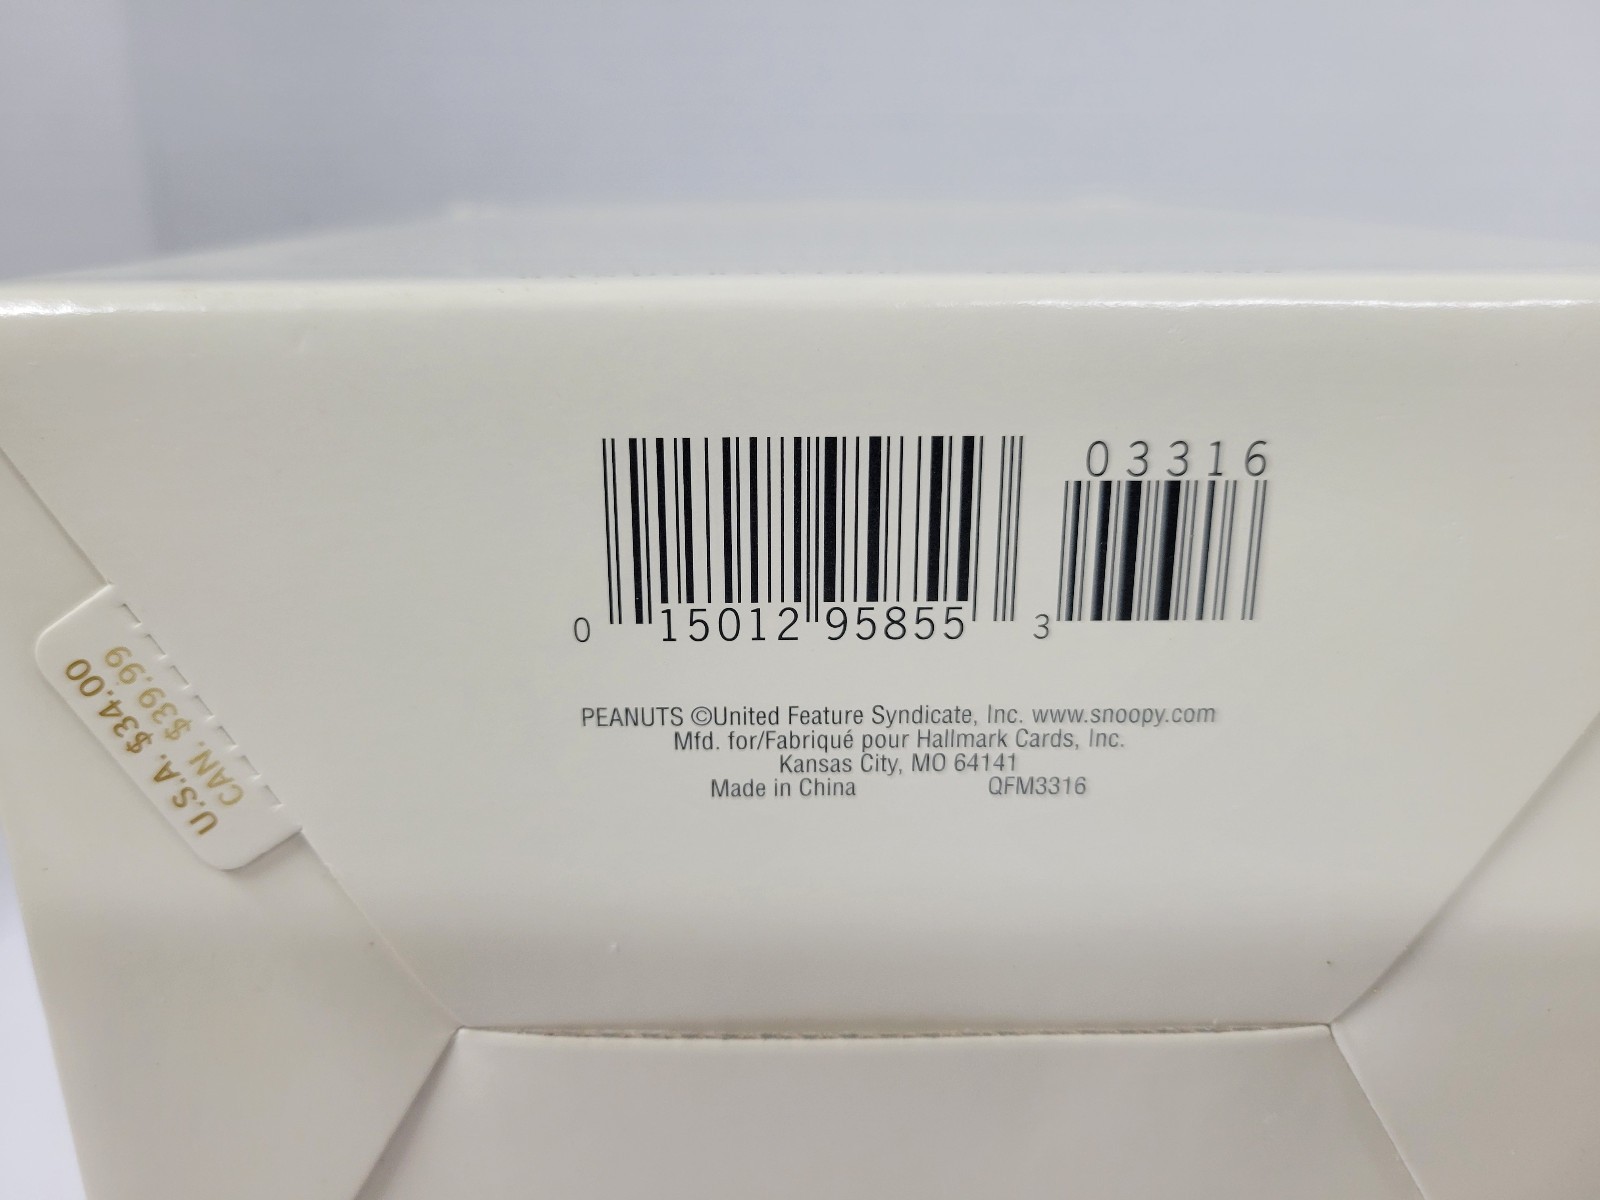 03316
0 15012 95855 3
PEANUTS ©United Feature Syndicate, Inc. www.snoopy.com
Mfd. for/Fabriqué pour Hallmark Cards, Inc.
Kansas City, MO 64141
Made in China QFM3316
U.S.A. $34.00
CAN. $39.99